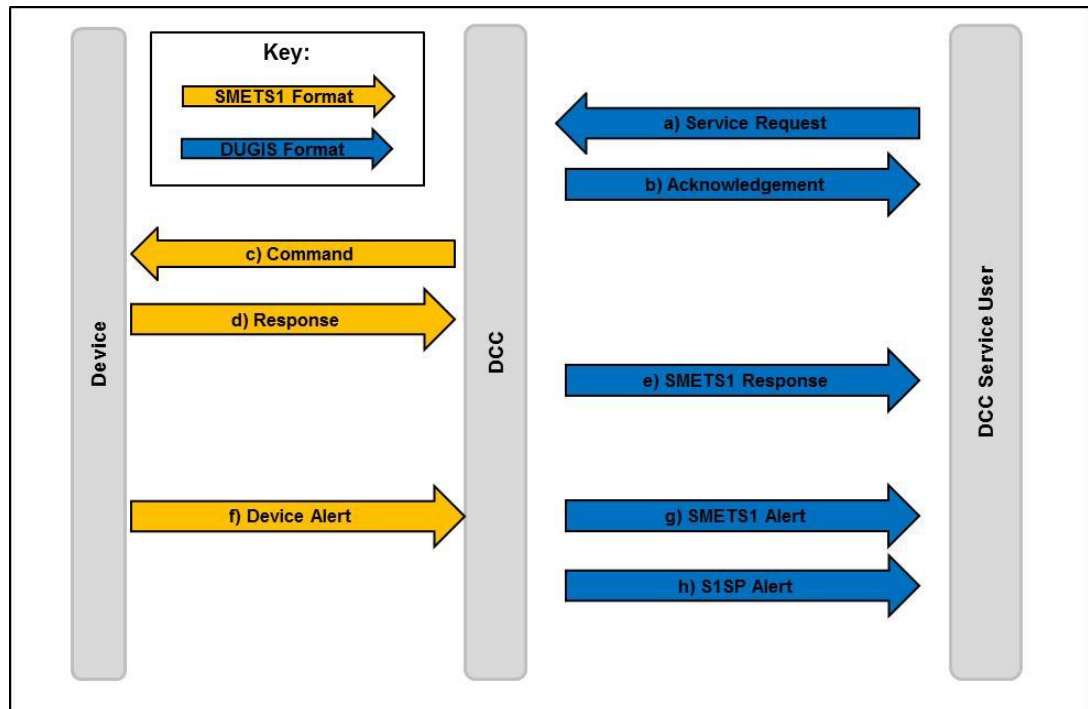 Key:
SMETS1 Format
DUGIS Format
a) Service Request
b) Acknowledgement
c) Command
d) Response
Device
DCC
DCC Service User
e) SMETS1 Response
f) Device Alert
g) SMETS1 Alert
h) S1SP Alert